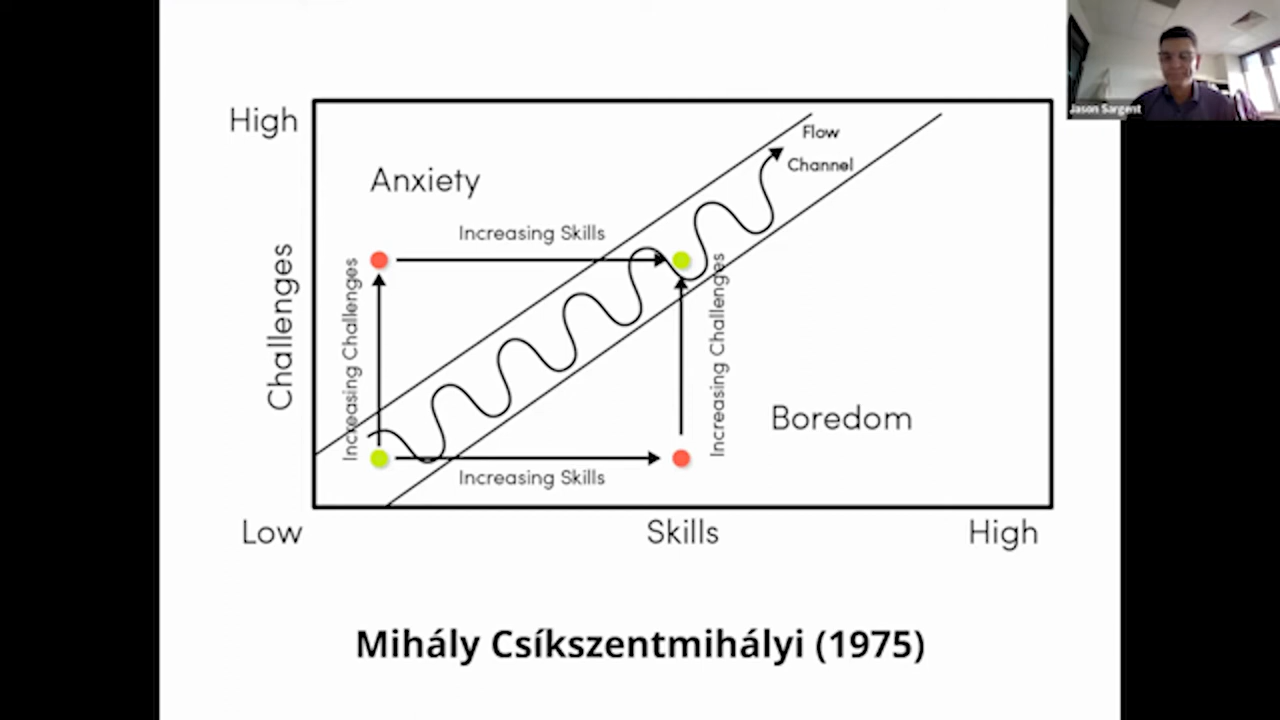 Jason Sargent
High
Flow
Channel
Anxiety
Increasing Skills
Challenges
Increasing Challenges
Increasing Challenges
Boredom
Increasing Skills
Low
Skills
High
Mihály Csíkszentmihályi (1975)